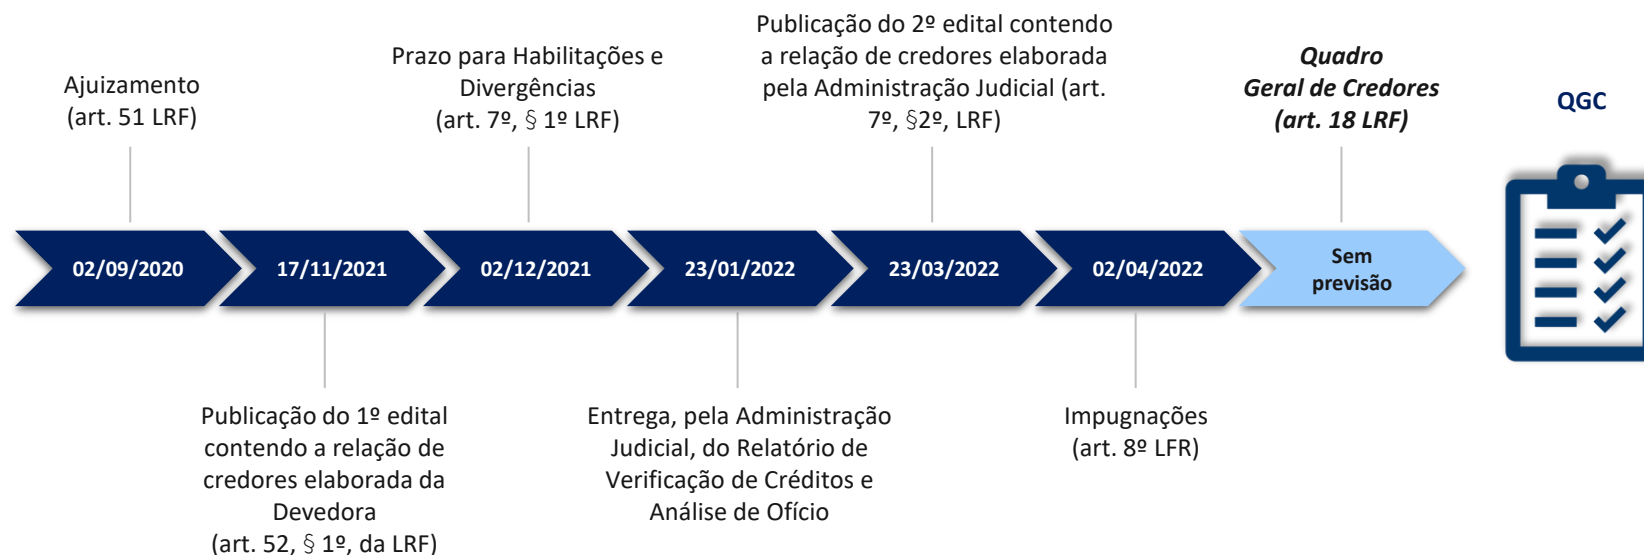 Ajuizamento
(art. 51 LRF)
Prazo para Habilitações e
Divergências
(art. 7º, § 1º LRF)
Publicação do 2º edital contendo
a relação de credores elaborada
pela Administração Judicial (art.
7º, §2º, LRF)
Quadro
Geral de Credores
(art. 18 LRF)
QGC
02/09/2020
17/11/2021
02/12/2021
23/01/2022
23/03/2022
02/04/2022
Sem
previsão
Publicação do 1º edital
contendo a relação de
credores elaborada da
Devedora
(art. 52, § 1º, da LRF)
Entrega, pela Administração
Judicial, do Relatório de
Verificação de Créditos e
Análise de Ofício
Impugnações
(art. 8º LFR)